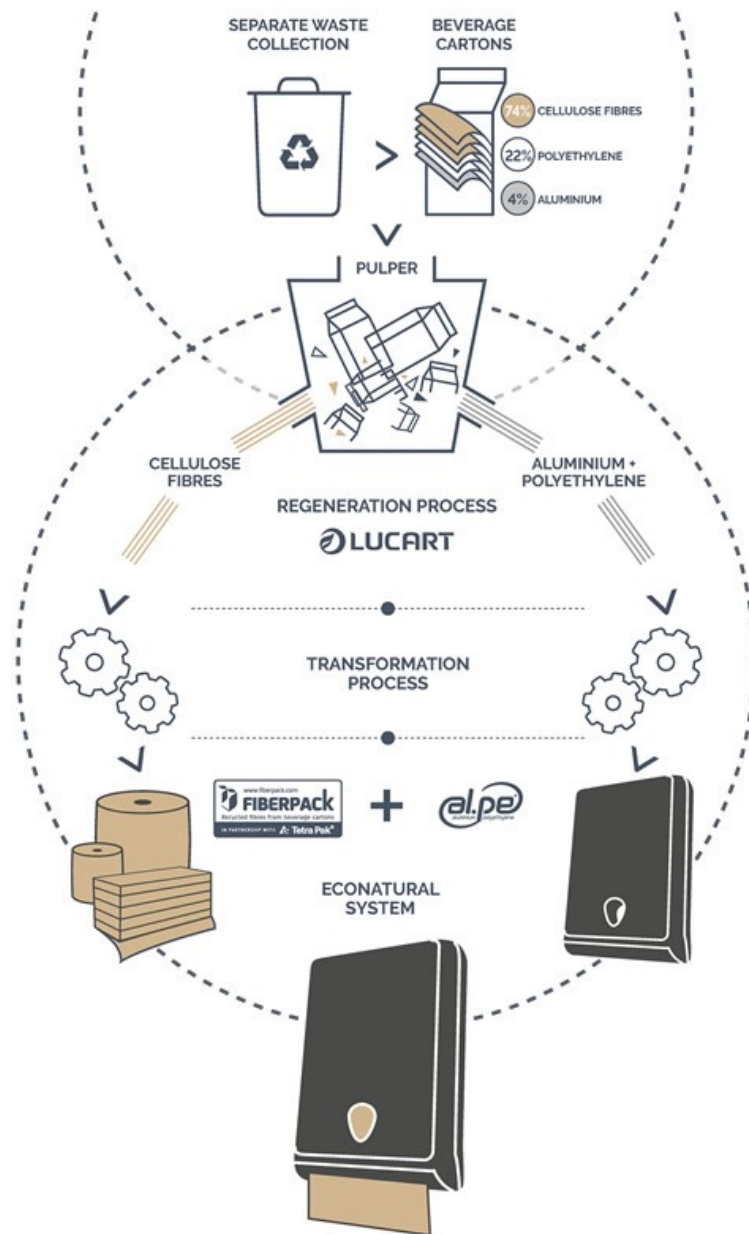 SEPARATE WASTE
COLLECTION
BEVERAGE
CARTONS
74% CELLULOSE FIBRES
22% POLYETHYLENE
4% ALUMINIUM
PULPER
CELLULOSE
FIBRES
ALUMINIUM +
POLYETHYLENE
REGENERATION PROCESS
LUCART
TRANSFORMATION
PROCESS
www.fiberpack.com
FIBERPACK
Recycled fibres from beverage cartons
IN PARTNERSHIP WITH Tetra Pak®
+
al.pe®
aluminium polyethylene
ECONATURAL
SYSTEM